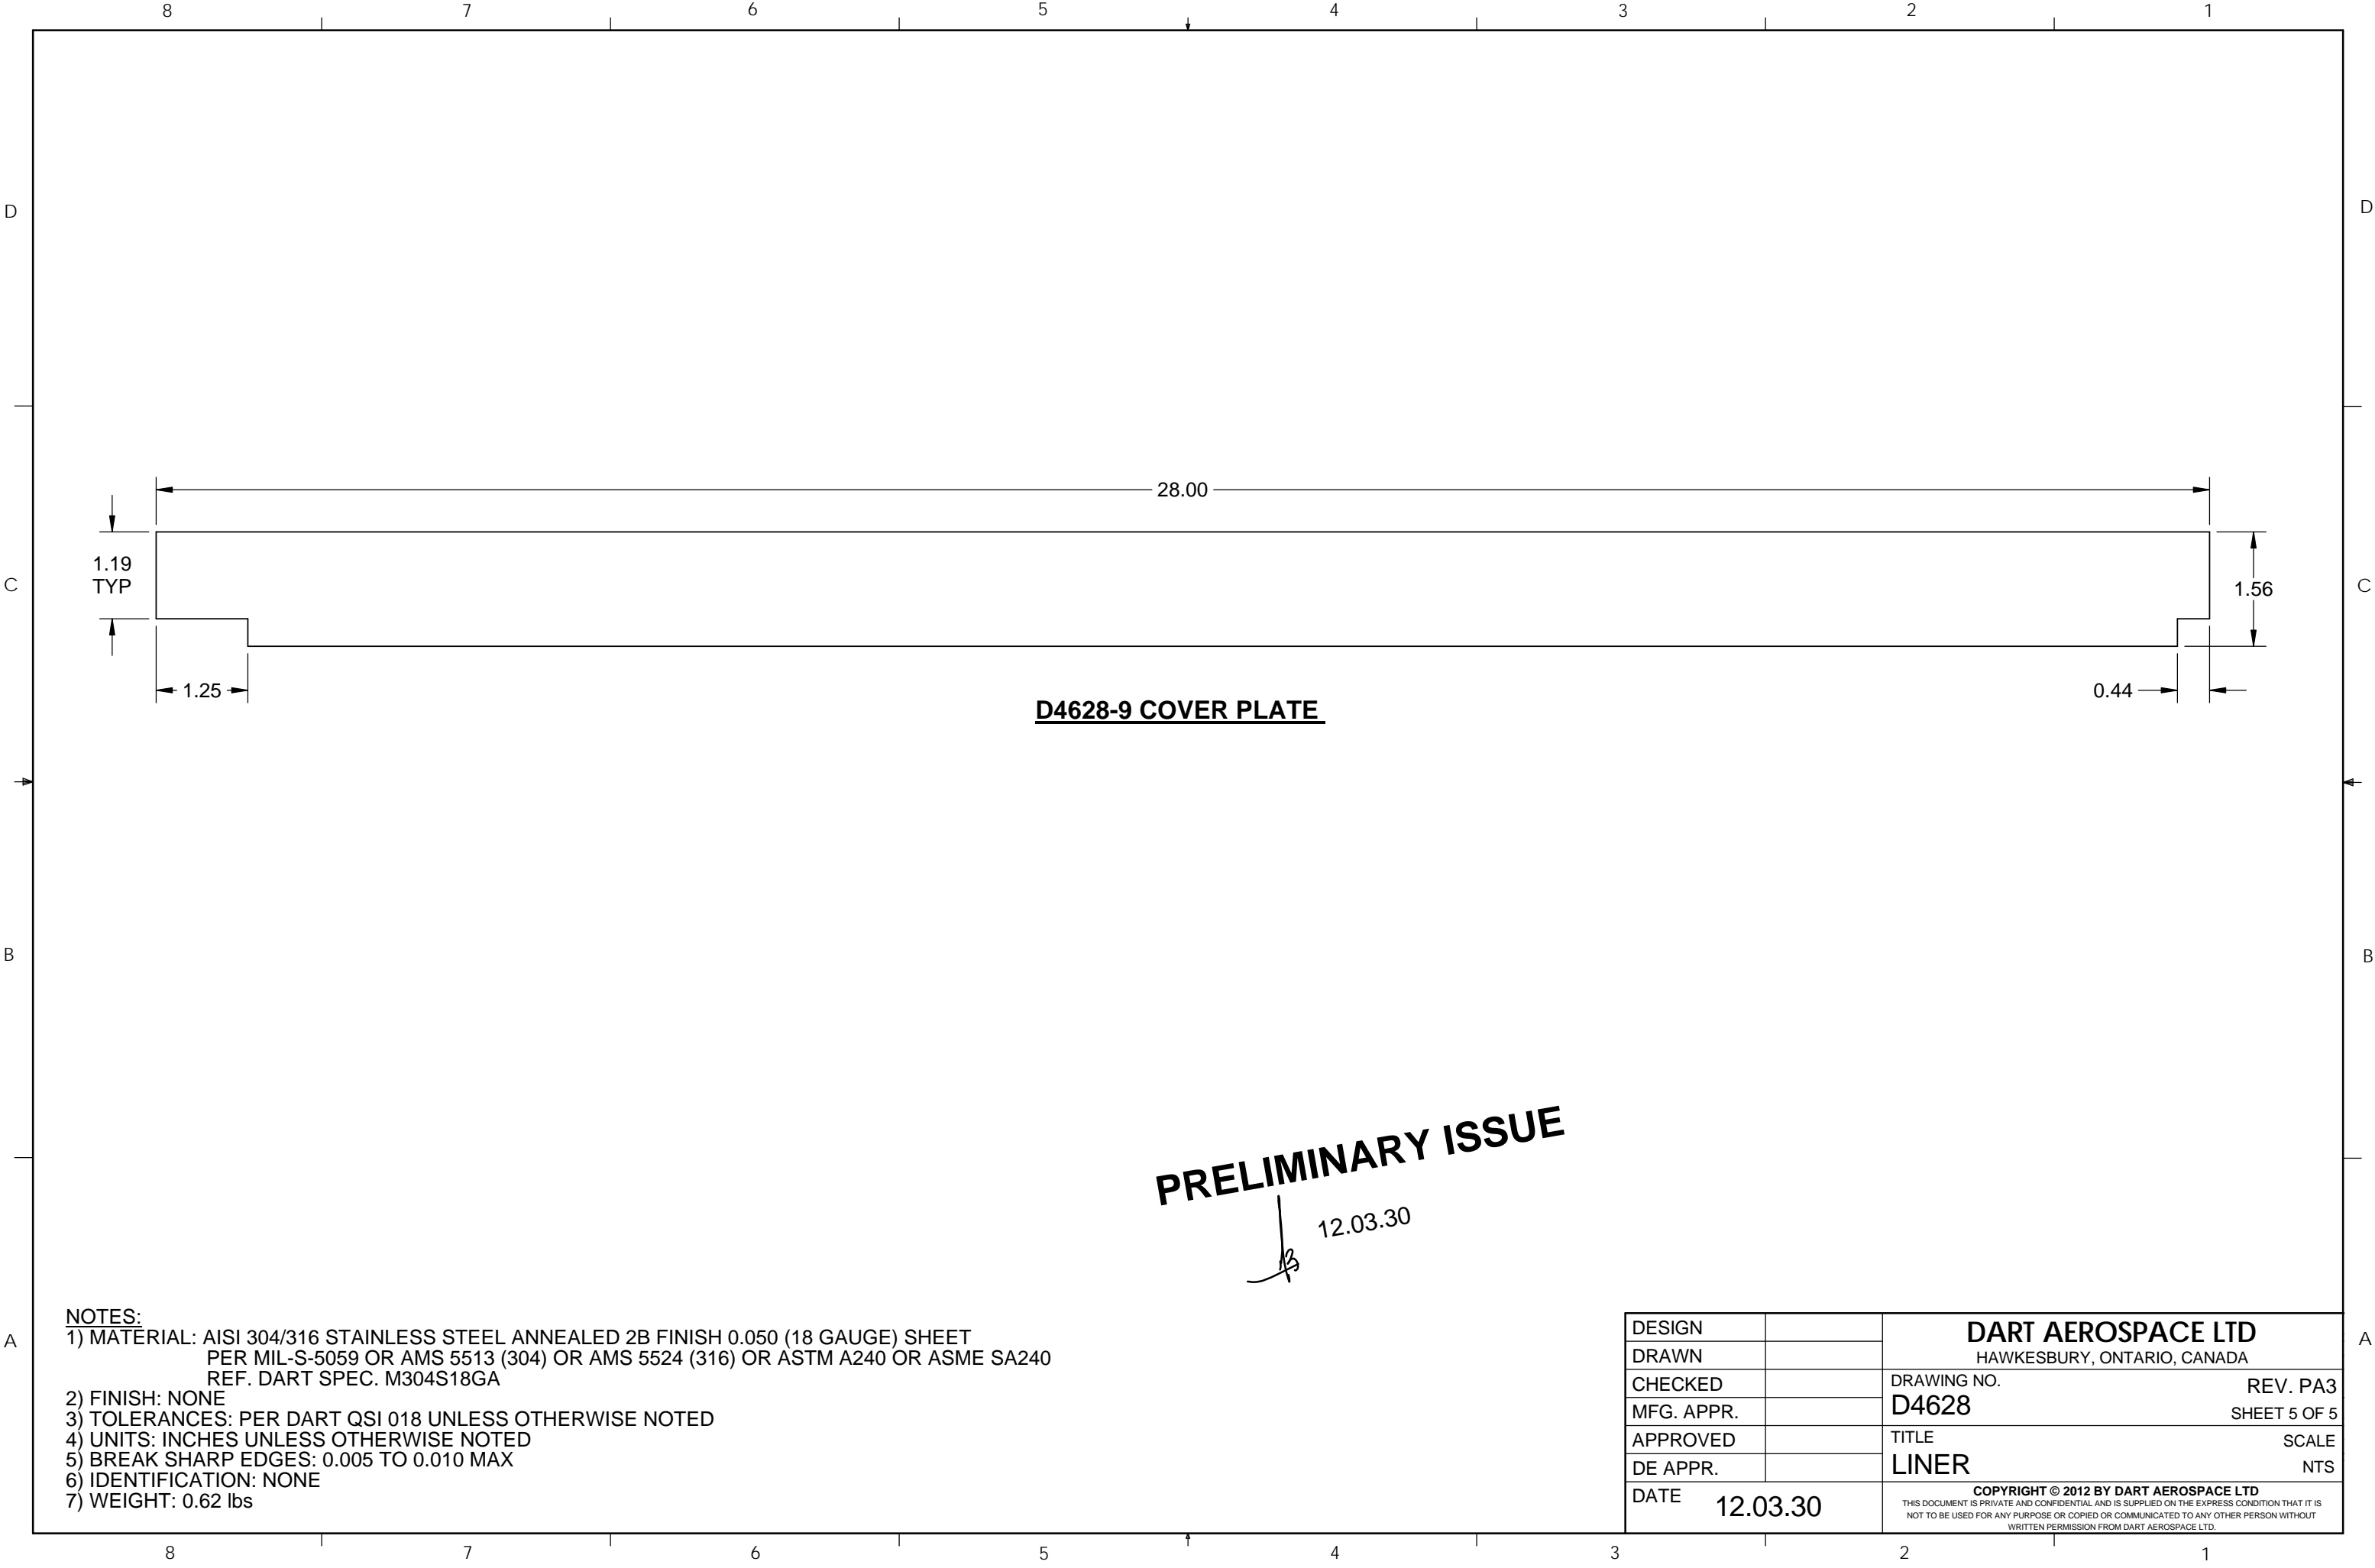 8 7 6 5 4 3 2 1
D D
28.00
1.19
TYP
1.56
C C
1.25
0.44
D4628-9 COVER PLATE
B B
PRELIMINARY ISSUE
12.03.30
NOTES:
1) MATERIAL: AISI 304/316 STAINLESS STEEL ANNEALED 2B FINISH 0.050 (18 GAUGE) SHEET
PER MIL-S-5059 OR AMS 5513 (304) OR AMS 5524 (316) OR ASTM A240 OR ASME SA240
REF. DART SPEC. M304S18GA
2) FINISH: NONE
3) TOLERANCES: PER DART QSI 018 UNLESS OTHERWISE NOTED
4) UNITS: INCHES UNLESS OTHERWISE NOTED
5) BREAK SHARP EDGES: 0.005 TO 0.010 MAX
6) IDENTIFICATION: NONE
7) WEIGHT: 0.62 lbs
A A
DESIGN
DRAWN
CHECKED
MFG. APPR.
APPROVED
DE APPR.
DATE 12.03.30
DART AEROSPACE LTD
HAWKESBURY, ONTARIO, CANADA
DRAWING NO. REV. PA3
D4628 SHEET 5 OF 5
TITLE SCALE
LINER NTS
COPYRIGHT © 2012 BY DART AEROSPACE LTD
THIS DOCUMENT IS PRIVATE AND CONFIDENTIAL AND IS SUPPLIED ON THE EXPRESS CONDITION THAT IT IS
NOT TO BE USED FOR ANY PURPOSE OR COPIED OR COMMUNICATED TO ANY OTHER PERSON WITHOUT
WRITTEN PERMISSION FROM DART AEROSPACE LTD.
8 7 6 5 4 3 2 1